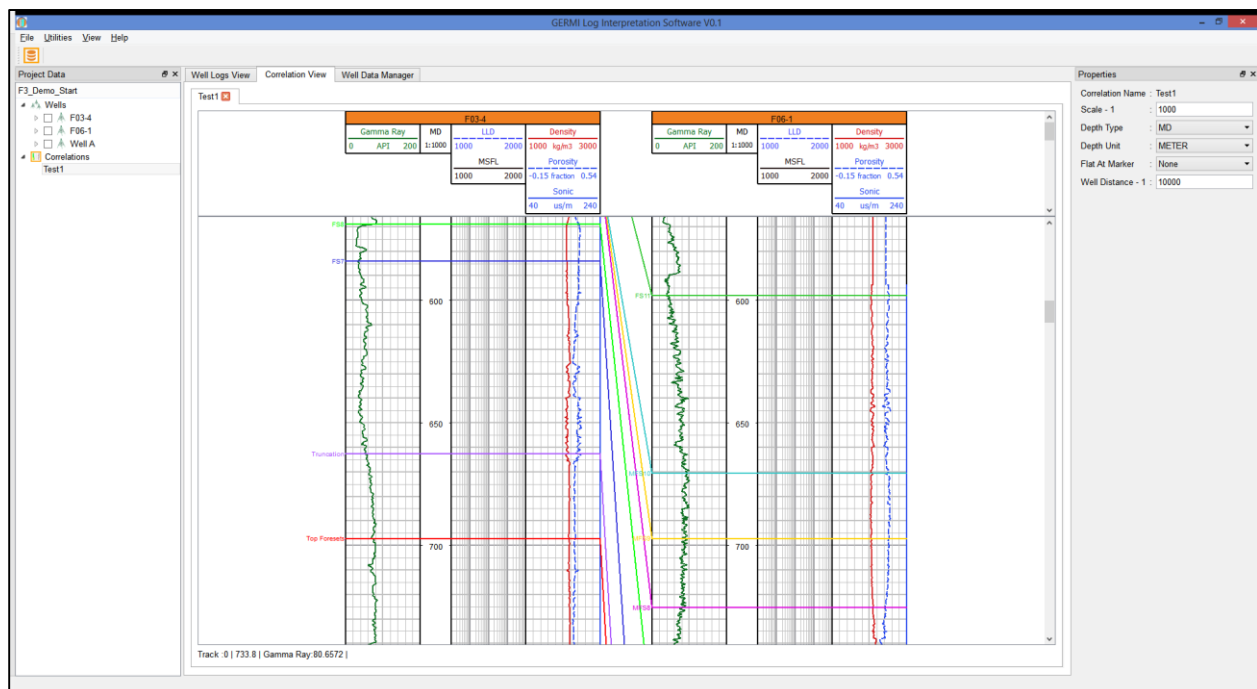 GERMI Log Interpretation Software V0.1
File Utilities View Help
Project Data
F3_Demo_Start
Wells
F03-4
F06-1
Well A
Correlations
Test1
Well Logs View Correlation View Well Data Manager
Test1
F03-4
Gamma Ray MD LLD Density
0 API 200 1:1000 1000 2000 1000 kg/m3 3000
MSFL Porosity
1000 2000 -0.15 fraction 0.54
Sonic
40 us/m 240
F06-1
Gamma Ray MD LLD Density
0 API 200 1:1000 1000 2000 1000 kg/m3 3000
MSFL Porosity
1000 2000 -0.15 fraction 0.54
Sonic
40 us/m 240
FS7
600
650
Truncation
Top Foresets
700
FS11
600
650
700
MFS8
Track :0 | 733.8 | Gamma Ray:80.6572 |
Properties
Correlation Name : Test1
Scale - 1 : 1000
Depth Type : MD
Depth Unit : METER
Flat At Marker : None
Well Distance - 1 : 10000